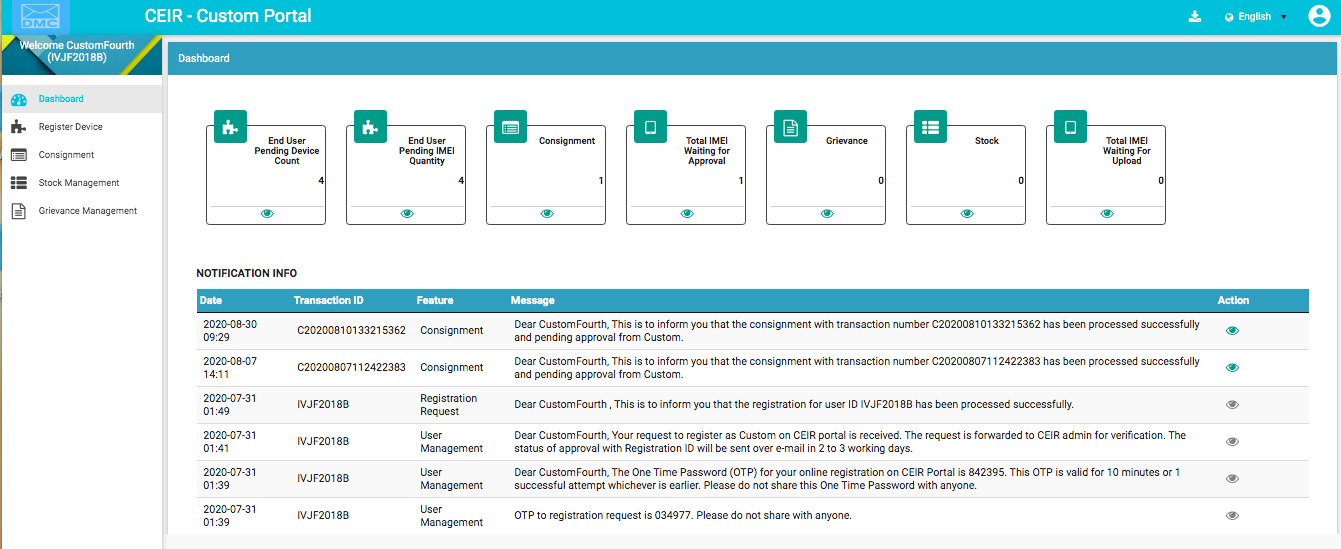 DMC
CEIR - Custom Portal
English
Welcome CustomFourth
(IVJF2018B)
Dashboard
Dashboard
Register Device
Consignment
Stock Management
Grievance Management
End User
Pending Device
Count
4
End User
Pending IMEI
Quantity
4
Consignment
1
Total IMEI
Waiting for
Approval
1
Grievance
0
Stock
0
Total IMEI
Waiting For
Upload
0
NOTIFICATION INFO
Date Transaction ID Feature Message Action
2020-08-30
09:29
C20200810133215362
Consignment
Dear CustomFourth, This is to inform you that the consignment with transaction number C20200810133215362 has been processed successfully
and pending approval from Custom.
2020-08-07
14:11
C20200807112422383
Consignment
Dear CustomFourth, This is to inform you that the consignment with transaction number C20200807112422383 has been processed successfully
and pending approval from Custom.
2020-07-31
01:49
IVJF2018B
Registration
Request
Dear CustomFourth , This is to inform you that the registration for user ID IVJF2018B has been processed successfully.
2020-07-31
01:41
IVJF2018B
User
Management
Dear CustomFourth, Your request to register as Custom on CEIR portal is received. The request is forwarded to CEIR admin for verification. The
status of approval with Registration ID will be sent over e-mail in 2 to 3 working days.
2020-07-31
01:39
IVJF2018B
User
Management
Dear CustomFourth, The One Time Password (OTP) for your online registration on CEIR Portal is 842395. This OTP is valid for 10 minutes or 1
successful attempt whichever is earlier. Please do not share this One Time Password with anyone.
2020-07-31
01:39
IVJF2018B
User
Management
OTP to registration request is 034977. Please do not share with anyone.